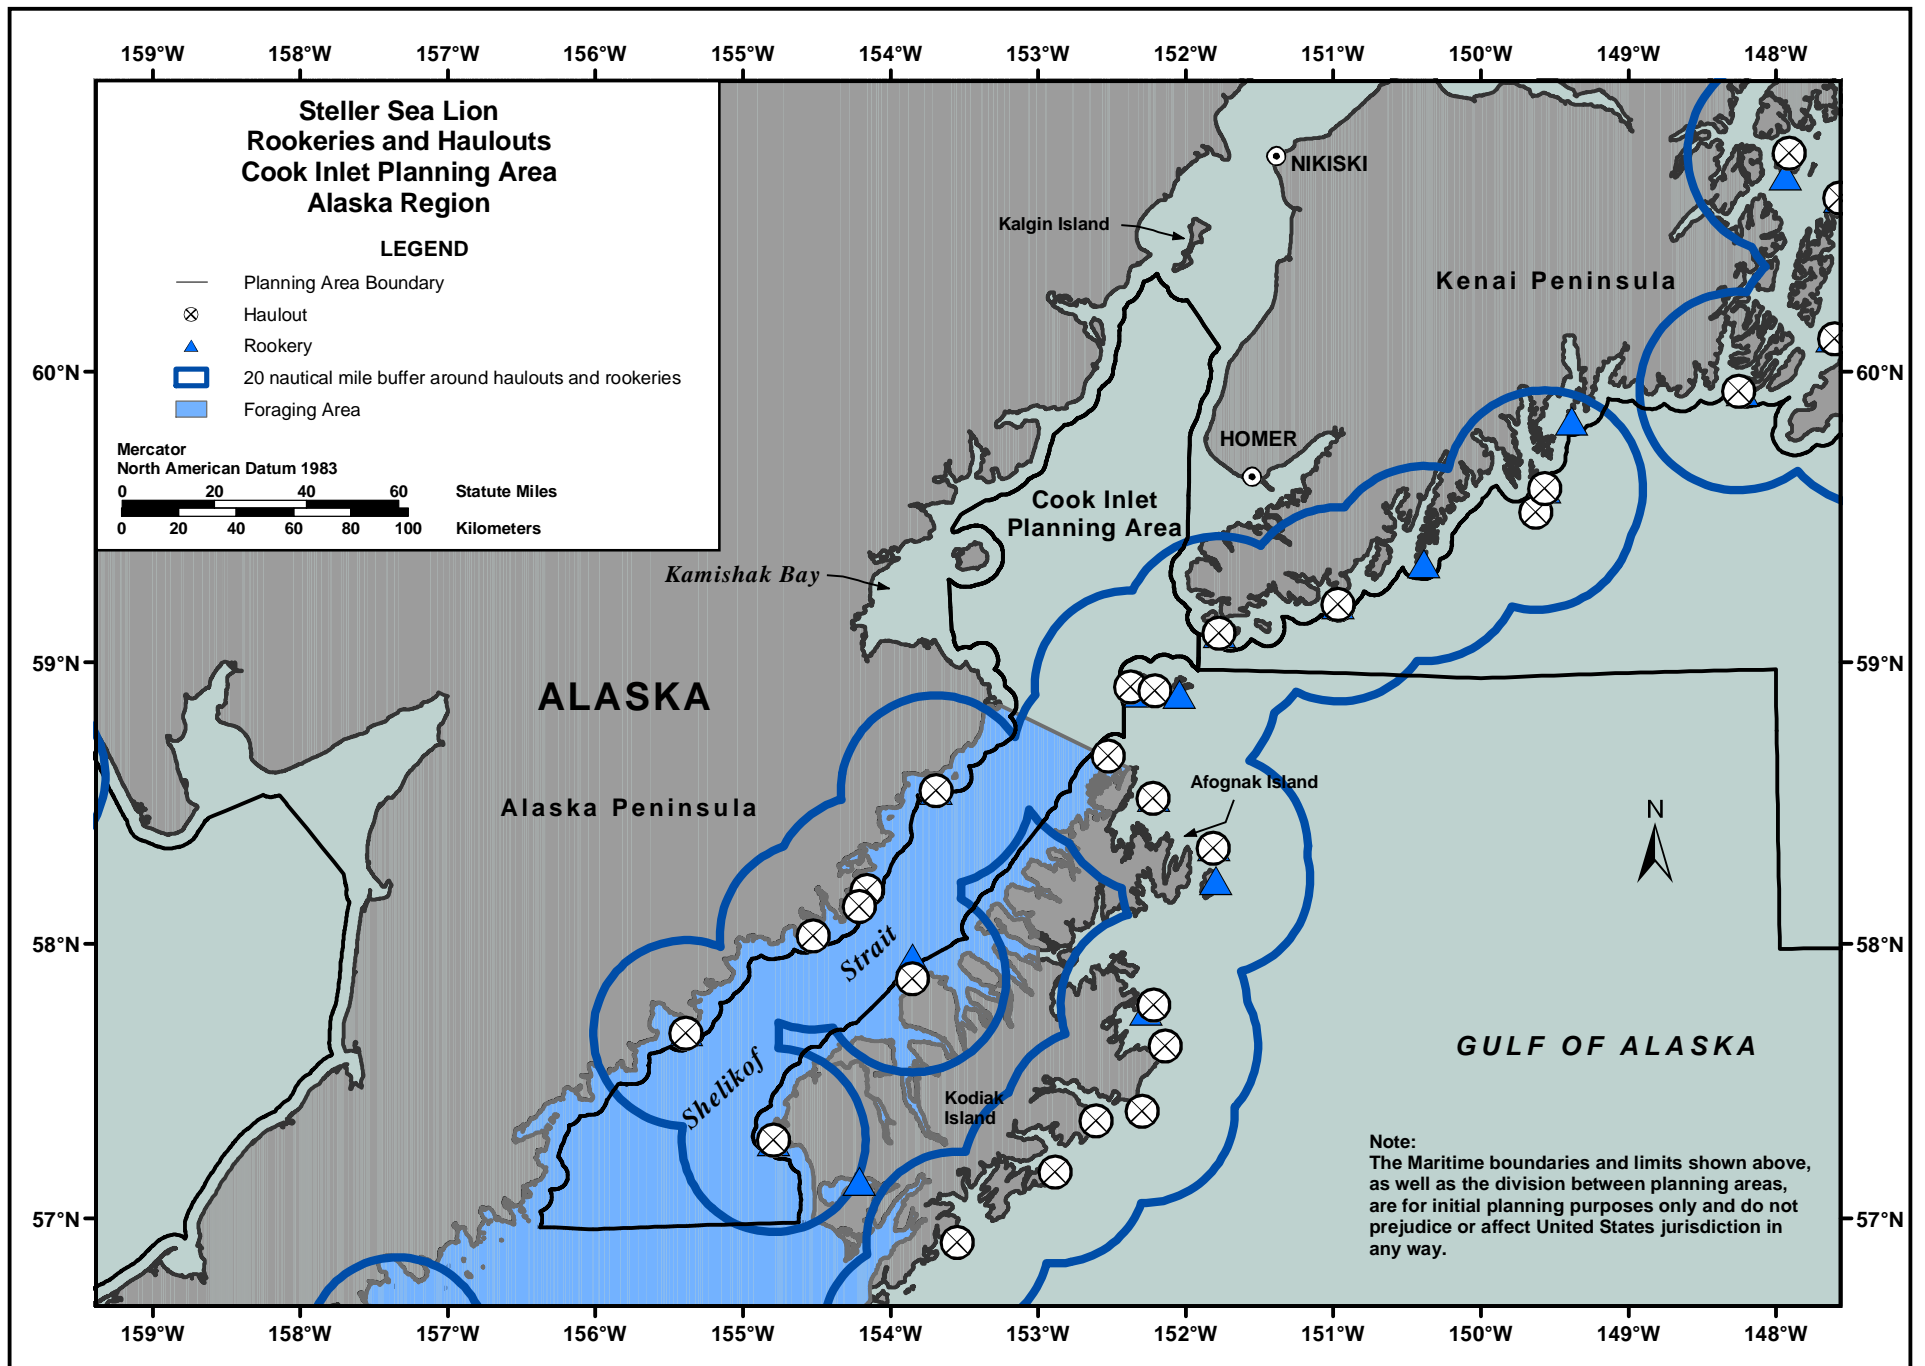 159°W 158°W 157°W 156°W 155°W 154°W 153°W 152°W 151°W 150°W 149°W 148°W
Steller Sea Lion
Rookeries and Haulouts
Cook Inlet Planning Area
Alaska Region
LEGEND
Planning Area Boundary
Haulout
Rookery
20 nautical mile buffer around haulouts and rookeries
Foraging Area
Mercator
North American Datum 1983
0 20 40 60 Statute Miles
0 20 40 60 80 100 Kilometers
NIKISKI
Kalgin Island
Kenai Peninsula
60°N 60°N
HOMER
Cook Inlet
Planning Area
Kamishak Bay
59°N 59°N
ALASKA
Afognak Island
Alaska Peninsula
N
58°N 58°N
Shelikof Strait
GULF OF ALASKA
Kodiak
Island
Note:
The Maritime boundaries and limits shown above,
as well as the division between planning areas,
are for initial planning purposes only and do not
prejudice or affect United States jurisdiction in
any way.
57°N 57°N
159°W 158°W 157°W 156°W 155°W 154°W 153°W 152°W 151°W 150°W 149°W 148°W